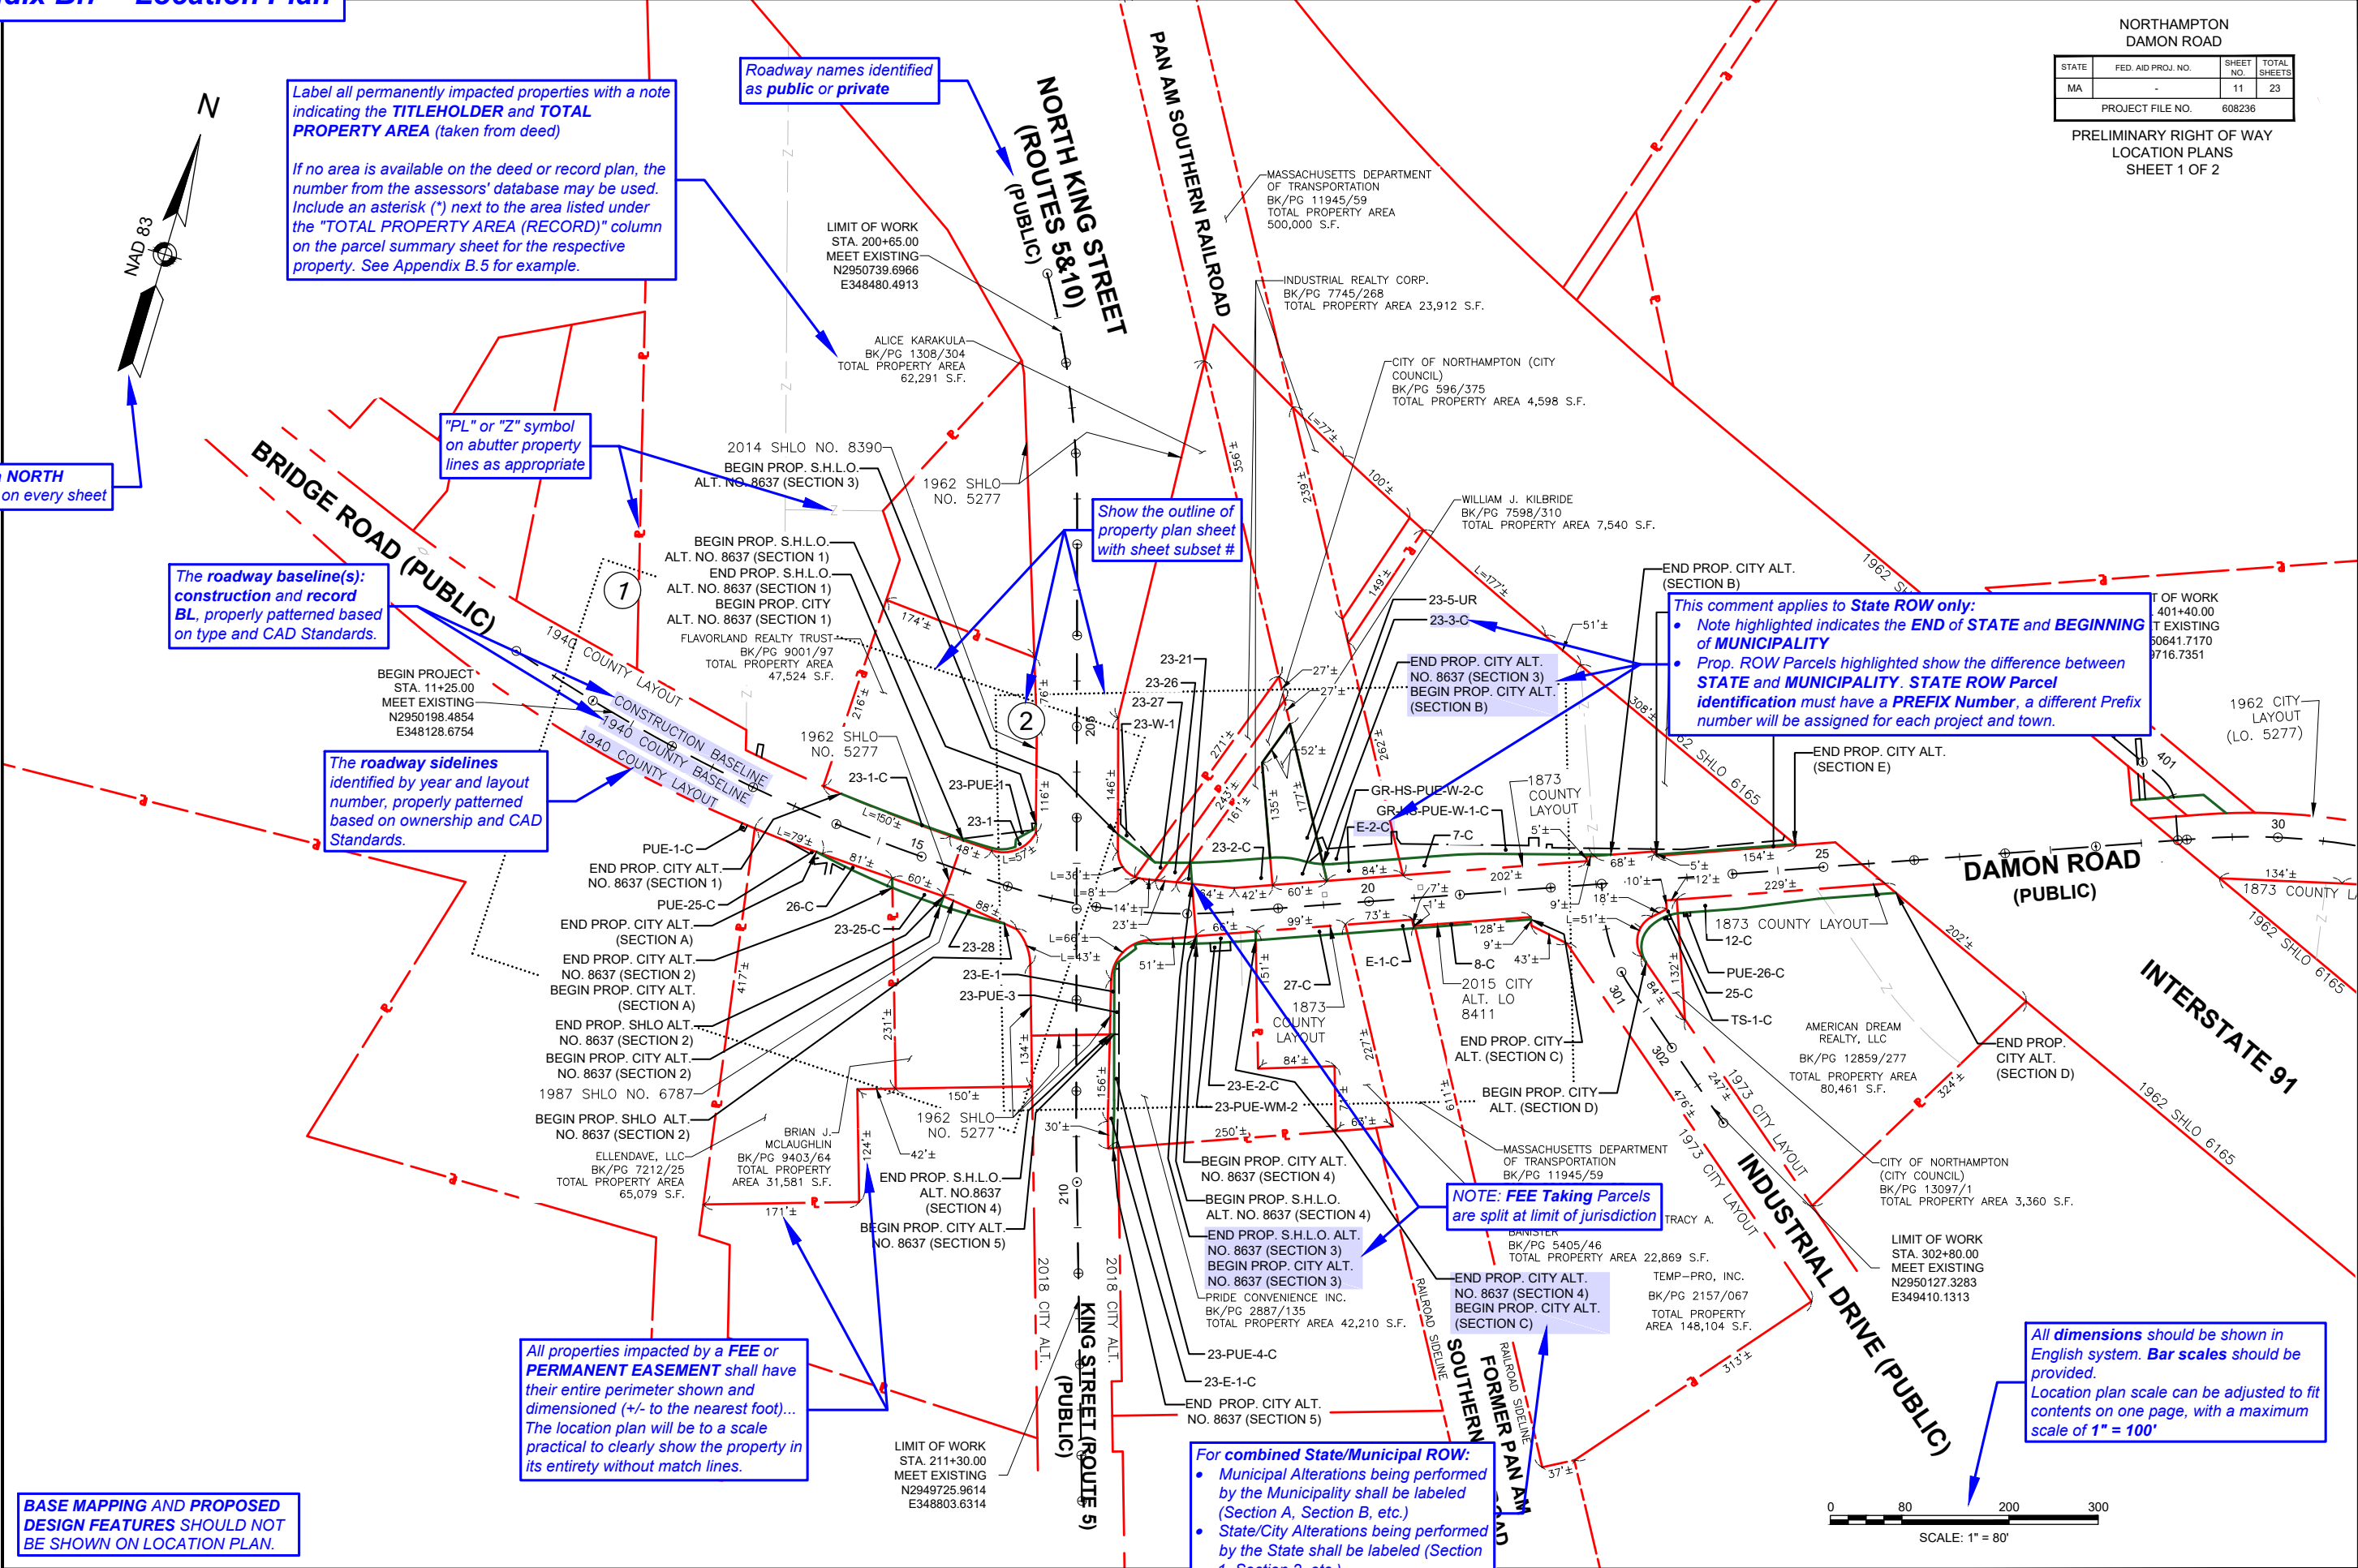 NORTHAMPTON
DAMON ROAD
STATE
FED. AID PROJ. NO.
SHEET NO.
TOTAL SHEETS
MA
-
11
23
PROJECT FILE NO. 608236
PRELIMINARY RIGHT OF WAY
LOCATION PLANS
SHEET 1 OF 2
Location Plan
N
NAD 83
Label all permanently impacted properties with a note
indicating the TITLEHOLDER and TOTAL
PROPERTY AREA (taken from deed)
If no area is available on the deed or record plan, the
number from the assessors' database may be used.
Include an asterisk (*) next to the area listed under
the "TOTAL PROPERTY AREA (RECORD)" column
on the parcel summary sheet for the respective
property. See Appendix B.5 for example.
Roadway names identified
as public or private
NORTH KING STREET
(ROUTES 5&10)
(PUBLIC)
PAN AM SOUTHERN RAILROAD
MASSACHUSETTS DEPARTMENT
OF TRANSPORTATION
BK/PG 11945/59
TOTAL PROPERTY AREA
500,000 S.F.
LIMIT OF WORK
STA. 200+65.00
MEET EXISTING
N2950739.6966
E348480.4913
INDUSTRIAL REALTY CORP.
BK/PG 7745/268
TOTAL PROPERTY AREA 23,912 S.F.
ALICE KARAKULA
BK/PG 1308/304
TOTAL PROPERTY AREA
62,291 S.F.
CITY OF NORTHAMPTON (CITY
COUNCIL)
BK/PG 596/375
TOTAL PROPERTY AREA 4,598 S.F.
NORTH
on every sheet
"PL" or "Z" symbol
on abutter property
lines as appropriate
2014 SHLO NO. 8390
BEGIN PROP. S.H.L.O.
ALT. NO. 8637 (SECTION 3)
1962 SHLO
NO. 5277
WILLIAM J. KILBRIDE
BK/PG 7598/310
TOTAL PROPERTY AREA 7,540 S.F.
Show the outline of
property plan sheet
with sheet subset #
BRIDGE ROAD (PUBLIC)
BEGIN PROP. S.H.L.O.
ALT. NO. 8637 (SECTION 1)
END PROP. S.H.L.O.
ALT. NO. 8637 (SECTION 1)
BEGIN PROP. CITY
ALT. NO. 8637 (SECTION 1)
FLAVORLAND REALTY TRUST
BK/PG 9001/97
TOTAL PROPERTY AREA
47,524 S.F.
The roadway baseline(s):
construction and record
BL, properly patterned based
on type and CAD Standards.
1
2
1940 COUNTY LAYOUT
CONSTRUCTION BASELINE
1940 COUNTY BASELINE
1940 COUNTY LAYOUT
BEGIN PROJECT
STA. 11+25.00
MEET EXISTING
N2950198.4854
E348128.6754
The roadway sidelines
identified by year and layout
number, properly patterned
based on ownership and CAD
Standards.
END PROP. CITY ALT.
(SECTION B)
This comment applies to State ROW only:
• Note highlighted indicates the END of STATE and BEGINNING
of MUNICIPALITY
• Prop. ROW Parcels highlighted show the difference between
STATE and MUNICIPALITY. STATE ROW Parcel
identification must have a PREFIX Number, a different Prefix
number will be assigned for each project and town.
OF WORK
401+40.00
EXISTING
50641.7170
9716.7351
23-5-UR
23-3-C
END PROP. CITY ALT.
NO. 8637 (SECTION 3)
BEGIN PROP. CITY ALT.
(SECTION B)
23-21
23-26
23-27
23-W-1
1962 CITY
LAYOUT
(LO. 5277)
END PROP. CITY ALT.
(SECTION E)
1962 SHLO 6165
1962 SHLO
NO. 5277
23-1-C
23-PUE-1
23-1
GR-HS-PUE-W-2-C
GR-HS-PUE-W-1-C
E-2-C
7-C
23-2-C
1873
COUNTY
LAYOUT
PUE-1-C
END PROP. CITY ALT.
NO. 8637 (SECTION 1)
PUE-25-C
26-C
END PROP. CITY ALT.
(SECTION A)
23-25-C
23-28
END PROP. CITY ALT.
NO. 8637 (SECTION 2)
BEGIN PROP. CITY ALT.
(SECTION A)
END PROP. SHLO ALT.
NO. 8637 (SECTION 2)
BEGIN PROP. CITY ALT.
NO. 8637 (SECTION 2)
1987 SHLO NO. 6787
BEGIN PROP. SHLO ALT.
NO. 8637 (SECTION 2)
ELLENDAVE, LLC
BK/PG 7212/25
TOTAL PROPERTY AREA
65,079 S.F.
BRIAN J.
MCLAUGHLIN
BK/PG 9403/64
TOTAL PROPERTY
AREA 31,581 S.F.
23-E-1
23-PUE-3
1962 SHLO
NO. 5277
END PROP. S.H.L.O.
ALT. NO.8637
(SECTION 4)
BEGIN PROP. CITY ALT.
NO. 8637 (SECTION 5)
27-C
1873
COUNTY
LAYOUT
E-1-C
8-C
2015 CITY
ALT. LO
8411
END PROP. CITY
ALT. (SECTION C)
BEGIN PROP. CITY
ALT. (SECTION D)
23-E-2-C
23-PUE-WM-2
BEGIN PROP. CITY ALT.
NO. 8637 (SECTION 4)
BEGIN PROP. S.H.L.O.
ALT. NO. 8637 (SECTION 4)
END PROP. S.H.L.O. ALT.
NO. 8637 (SECTION 3)
BEGIN PROP. CITY ALT.
NO. 8637 (SECTION 3)
PRIDE CONVENIENCE INC.
BK/PG 2887/135
TOTAL PROPERTY AREA 42,210 S.F.
23-PUE-4-C
23-E-1-C
END PROP. CITY ALT.
NO. 8637 (SECTION 5)
MASSACHUSETTS DEPARTMENT
OF TRANSPORTATION
BK/PG 11945/59
NOTE: FEE Taking Parcels
are split at limit of jurisdiction
TRACY A.
BANISTER
BK/PG 5405/46
TOTAL PROPERTY AREA 22,869 S.F.
END PROP. CITY ALT.
NO. 8637 (SECTION 4)
BEGIN PROP. CITY ALT.
(SECTION C)
TEMP-PRO, INC.
BK/PG 2157/067
TOTAL PROPERTY
AREA 148,104 S.F.
DAMON ROAD
(PUBLIC)
1873 COUNTY LAYOUT
12-C
PUE-26-C
25-C
TS-1-C
AMERICAN DREAM
REALTY, LLC
BK/PG 12859/277
TOTAL PROPERTY AREA
80,461 S.F.
END PROP.
CITY ALT.
(SECTION D)
INTERSTATE 91
1962 SHLO 6165
1962 SHLO 6165
CITY OF NORTHAMPTON
(CITY COUNCIL)
BK/PG 13097/1
TOTAL PROPERTY AREA 3,360 S.F.
1973 CITY LAYOUT
1973 CITY LAYOUT
INDUSTRIAL DRIVE (PUBLIC)
LIMIT OF WORK
STA. 302+80.00
MEET EXISTING
N2950127.3283
E349410.1313
2018 CITY ALT.
2018 CITY ALT.
KING STREET (ROUTE 5)
(PUBLIC)
RAILROAD SIDELINE
RAILROAD SIDELINE
FORMER PAN AM
SOUTHERN
LIMIT OF WORK
STA. 211+30.00
MEET EXISTING
N2949725.9614
E348803.6314
All properties impacted by a FEE or
PERMANENT EASEMENT shall have
their entire perimeter shown and
dimensioned (+/- to the nearest foot)...
The location plan will be to a scale
practical to clearly show the property in
its entirety without match lines.
BASE MAPPING AND PROPOSED
DESIGN FEATURES SHOULD NOT
BE SHOWN ON LOCATION PLAN.
For combined State/Municipal ROW:
• Municipal Alterations being performed
by the Municipality shall be labeled
(Section A, Section B, etc.)
• State/City Alterations being performed
by the State shall be labeled (Section
All dimensions should be shown in
English system. Bar scales should be
provided.
Location plan scale can be adjusted to fit
contents on one page, with a maximum
scale of 1" = 100'
0 80 200 300
SCALE: 1" = 80'